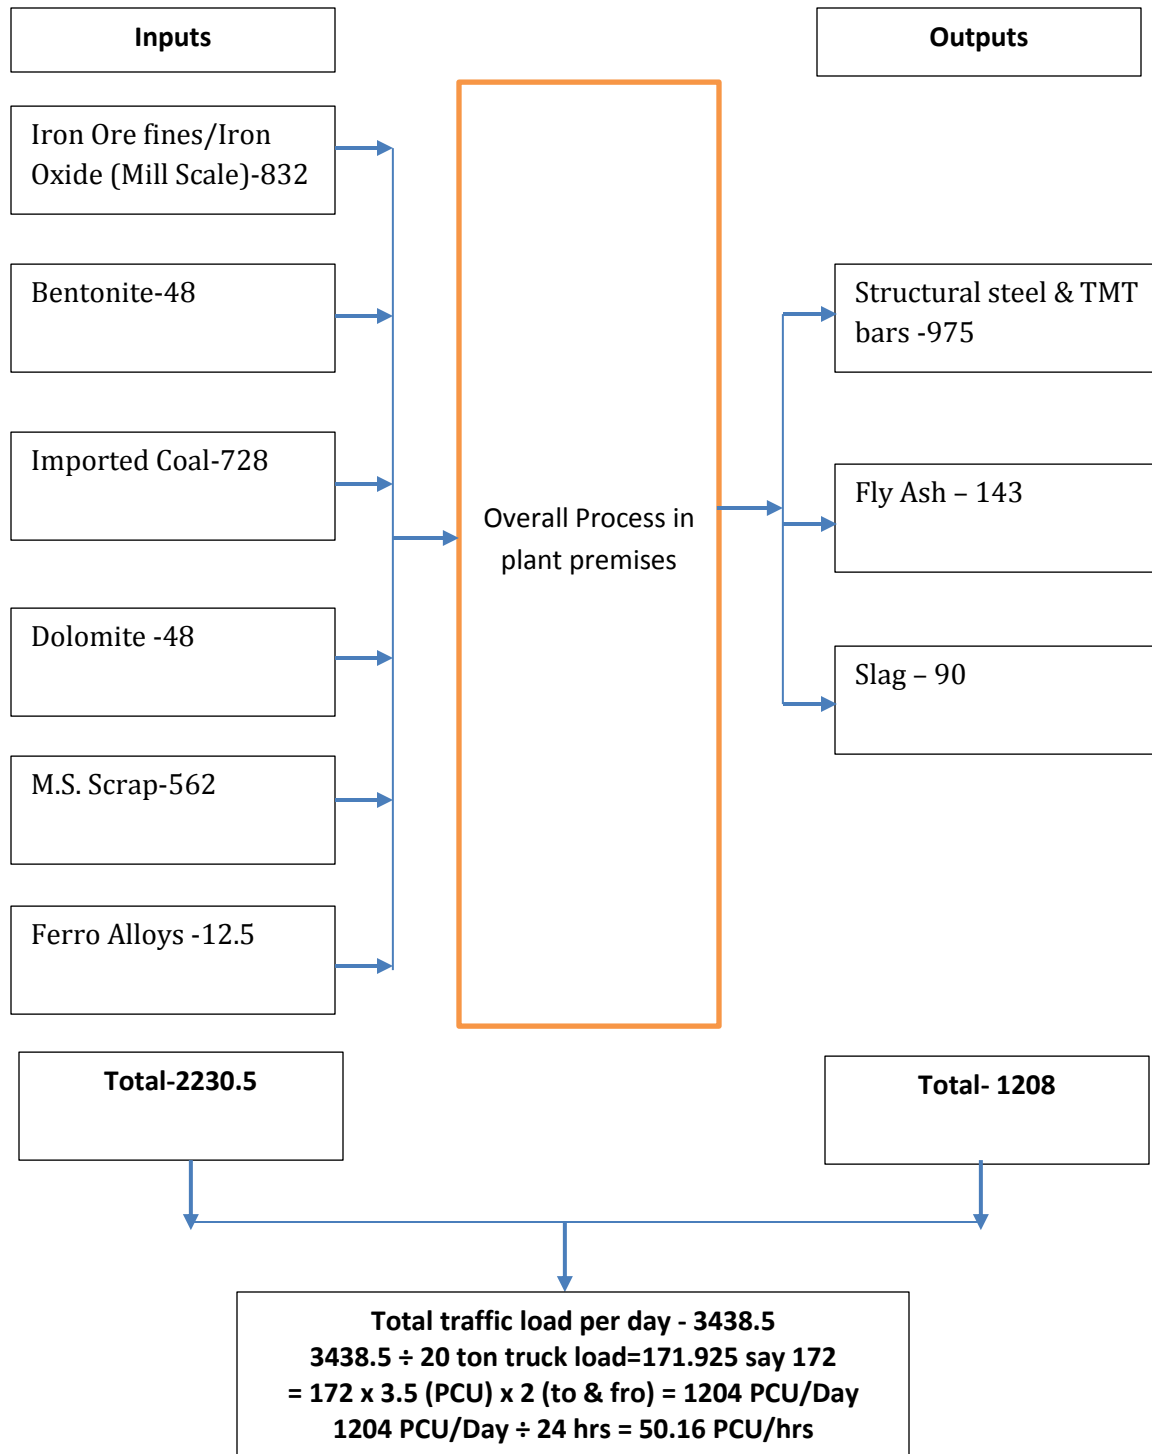 Inputs
Outputs
Iron Ore fines/Iron
Oxide (Mill Scale)-832
Bentonite-48
Imported Coal-728
Dolomite -48
M.S. Scrap-562
Ferro Alloys -12.5
Overall Process in
plant premises
Structural steel & TMT
bars -975
Fly Ash – 143
Slag – 90
Total-2230.5
Total- 1208
Total traffic load per day - 3438.5
3438.5 ÷ 20 ton truck load=171.925 say 172
= 172 x 3.5 (PCU) x 2 (to & fro) = 1204 PCU/Day
1204 PCU/Day ÷ 24 hrs = 50.16 PCU/hrs